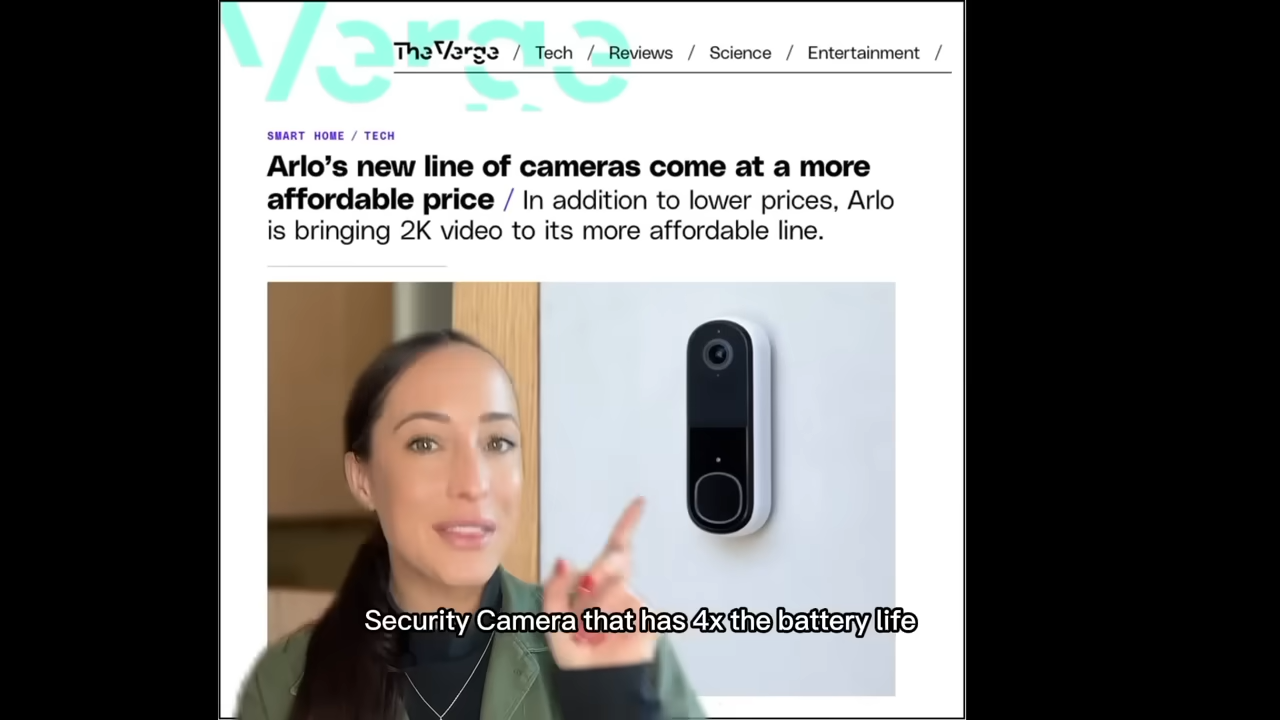 Verge
TheVerge / Tech / Reviews / Science / Entertainment /
SMART HOME / TECH
Arlo’s new line of cameras come at a more
affordable price / In addition to lower prices, Arlo
is bringing 2K video to its more affordable line.
Security Camera that has 4x the battery life